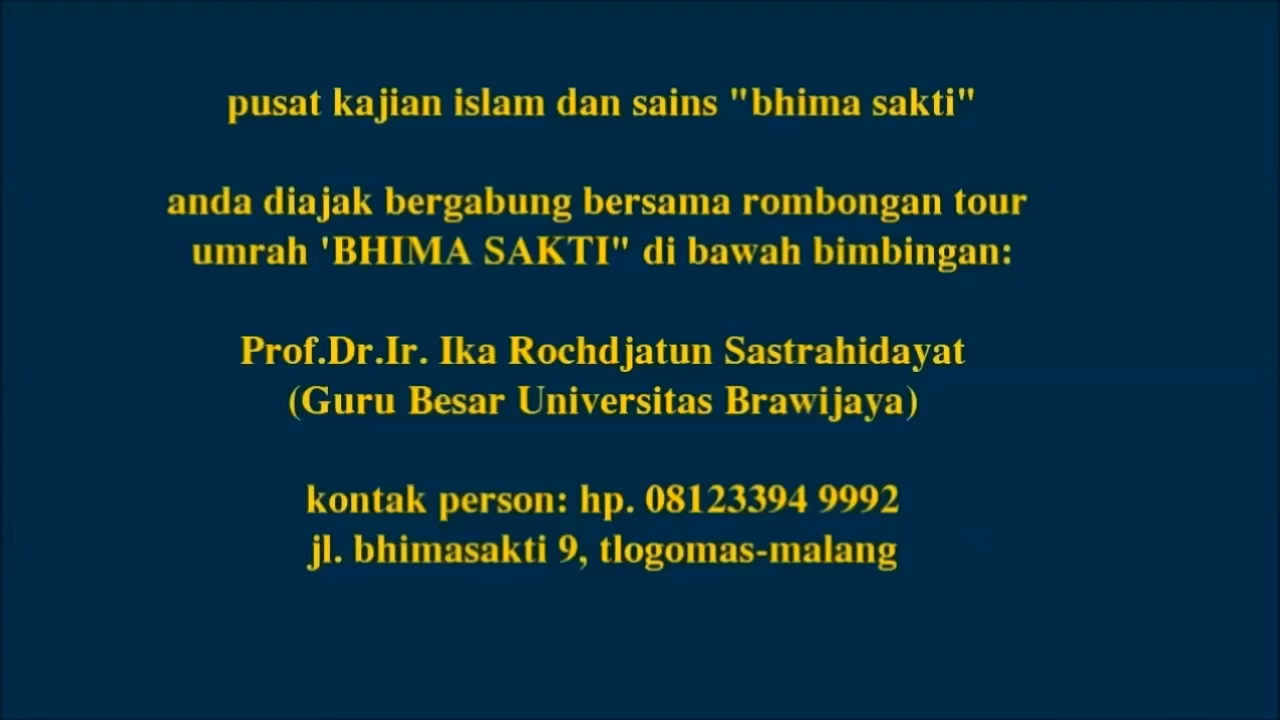 pusat kajian islam dan sains "bhima sakti"
anda diajak bergabung bersama rombongan tour
umrah 'BHIMA SAKTI" di bawah bimbingan:
Prof.Dr.Ir. Ika Rochdjatun Sastrahidayat
(Guru Besar Universitas Brawijaya)
kontak person: hp. 08123394 9992
jl. bhimasakti 9, tlogomas-malang